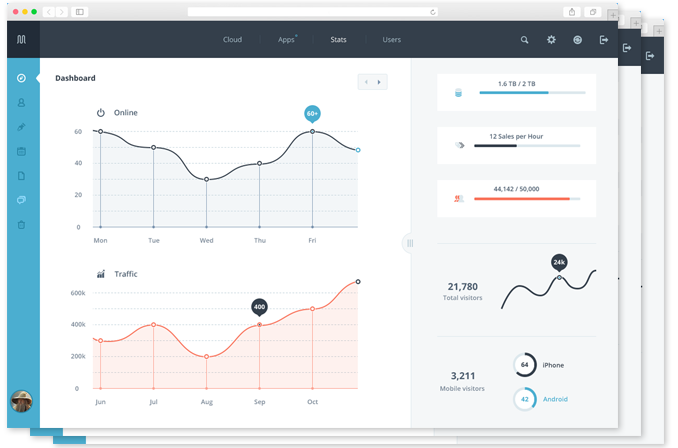 Cloud Apps Stats Users
Dashboard
Online
60+
60
40
20
0
Mon Tue Wed Thu Fri
Traffic
400
600k
400k
200k
0
Jun Jul Aug Sep Oct
1.6 TB / 2 TB
12 Sales per Hour
44,142 / 50,000
24k
21,780
Total visitors
64 iPhone
3,211
Mobile visitors
42 Android